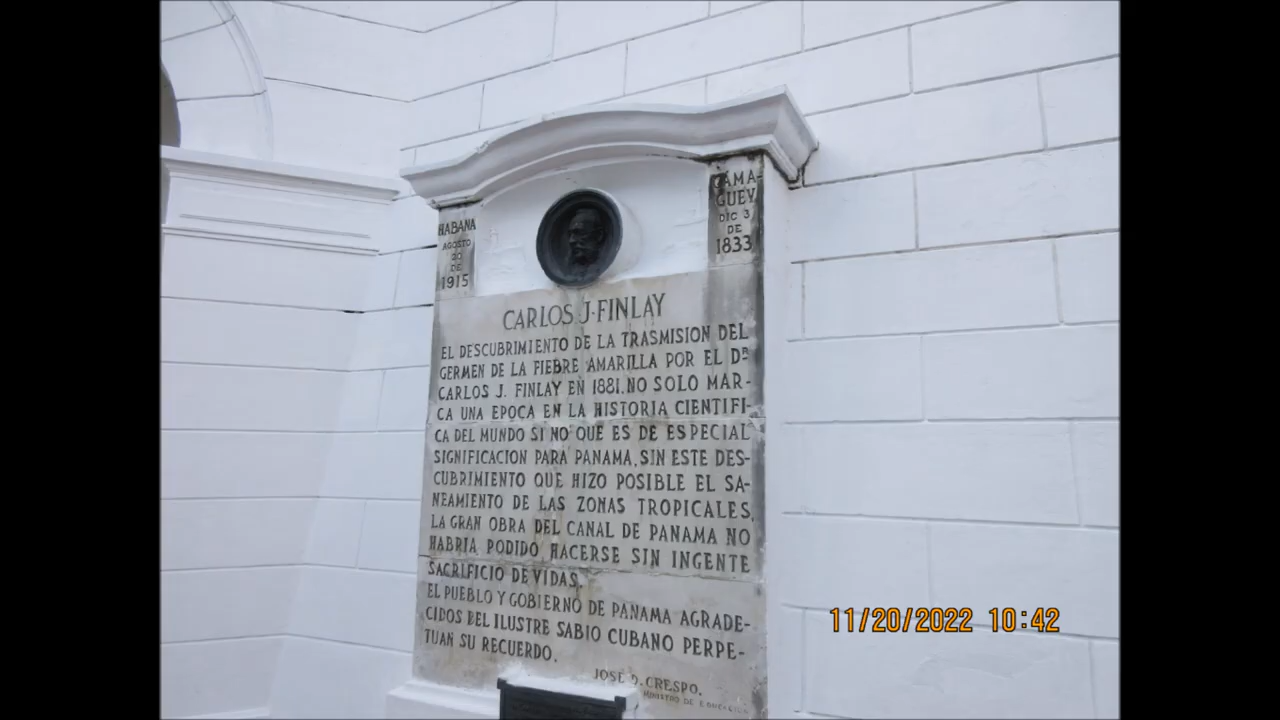 HABANA
AGOSTO
20
DE
1915
CAMA-
GUEY
DIC 3
DE
1833
CARLOS J. FINLAY
EL DESCUBRIMIENTO DE LA TRASMISION DEL
GERMEN DE LA FIEBRE AMARILLA POR EL DR
CARLOS J. FINLAY EN 1881. NO SOLO MAR-
CA UNA EPOCA EN LA HISTORIA CIENTIFI-
CA DEL MUNDO SI NO QUE ES DE ESPECIAL
SIGNIFICACION PARA PANAMA, SIN ESTE DES-
CUBRIMIENTO QUE HIZO POSIBLE EL SA-
NEAMIENTO DE LAS ZONAS TROPICALES,
LA GRAN OBRA DEL CANAL DE PANAMA NO
HABRIA PODIDO HACERSE SIN INGENTE
SACRIFICIO DE VIDAS.
EL PUEBLO Y GOBIERNO DE PANAMA AGRADE-
CIDOS DEL ILUSTRE SABIO CUBANO PERPE-
TUAN SU RECUERDO.
JOSE D. CRESPO.
MINISTRO DE EDUCACION
11/20/2022 10:42